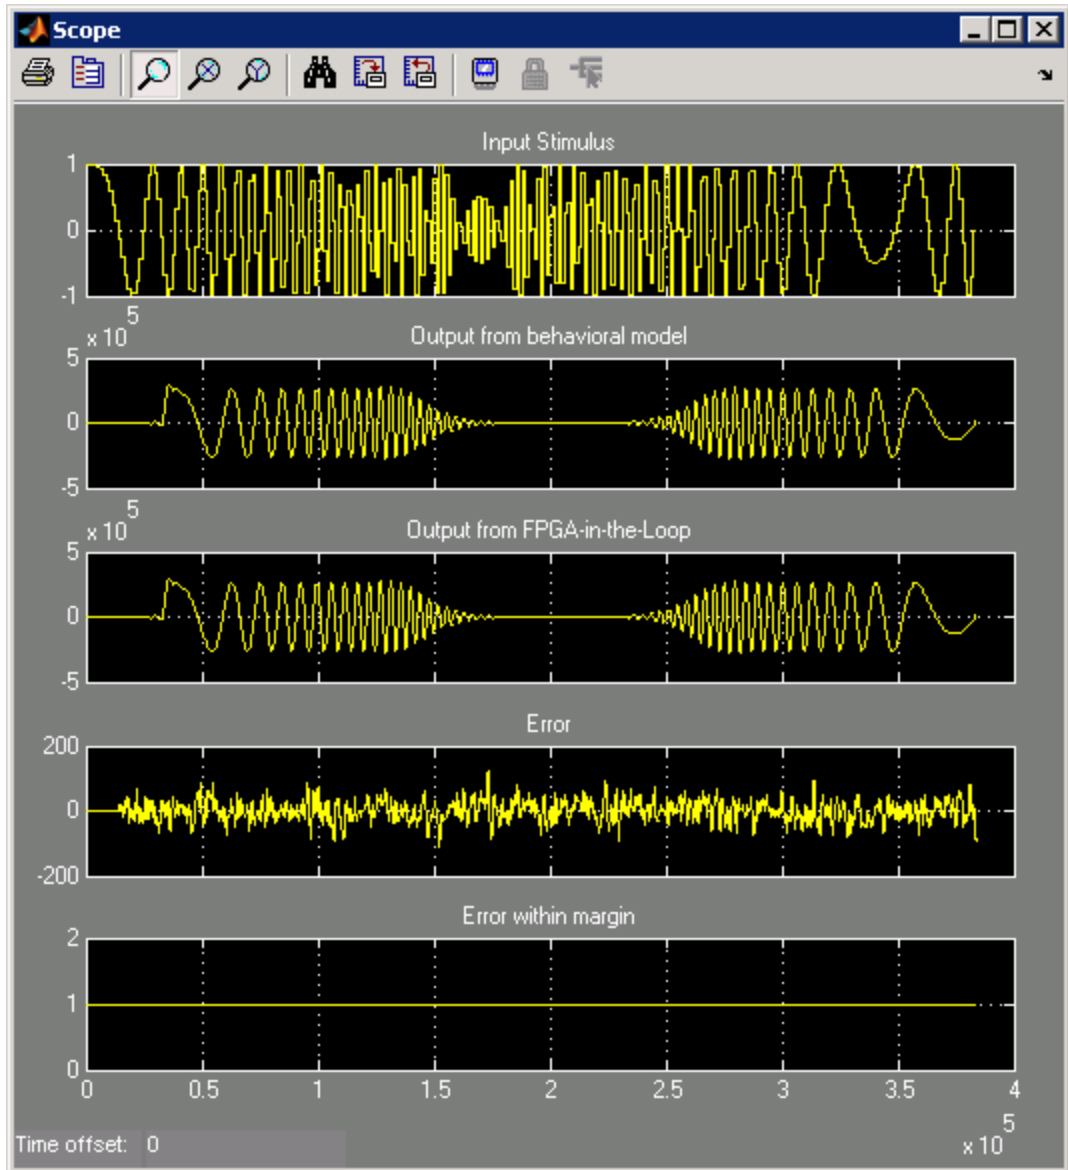 Scope
Input Stimulus
1
0
-1
x 10 5
Output from behavioral model
5
0
-5
x 10 5
Output from FPGA-in-the-Loop
5
0
-5
Error
200
0
-200
Error within margin
2
1
0
0 0.5 1 1.5 2 2.5 3 3.5 4
x 10 5
Time offset: 0